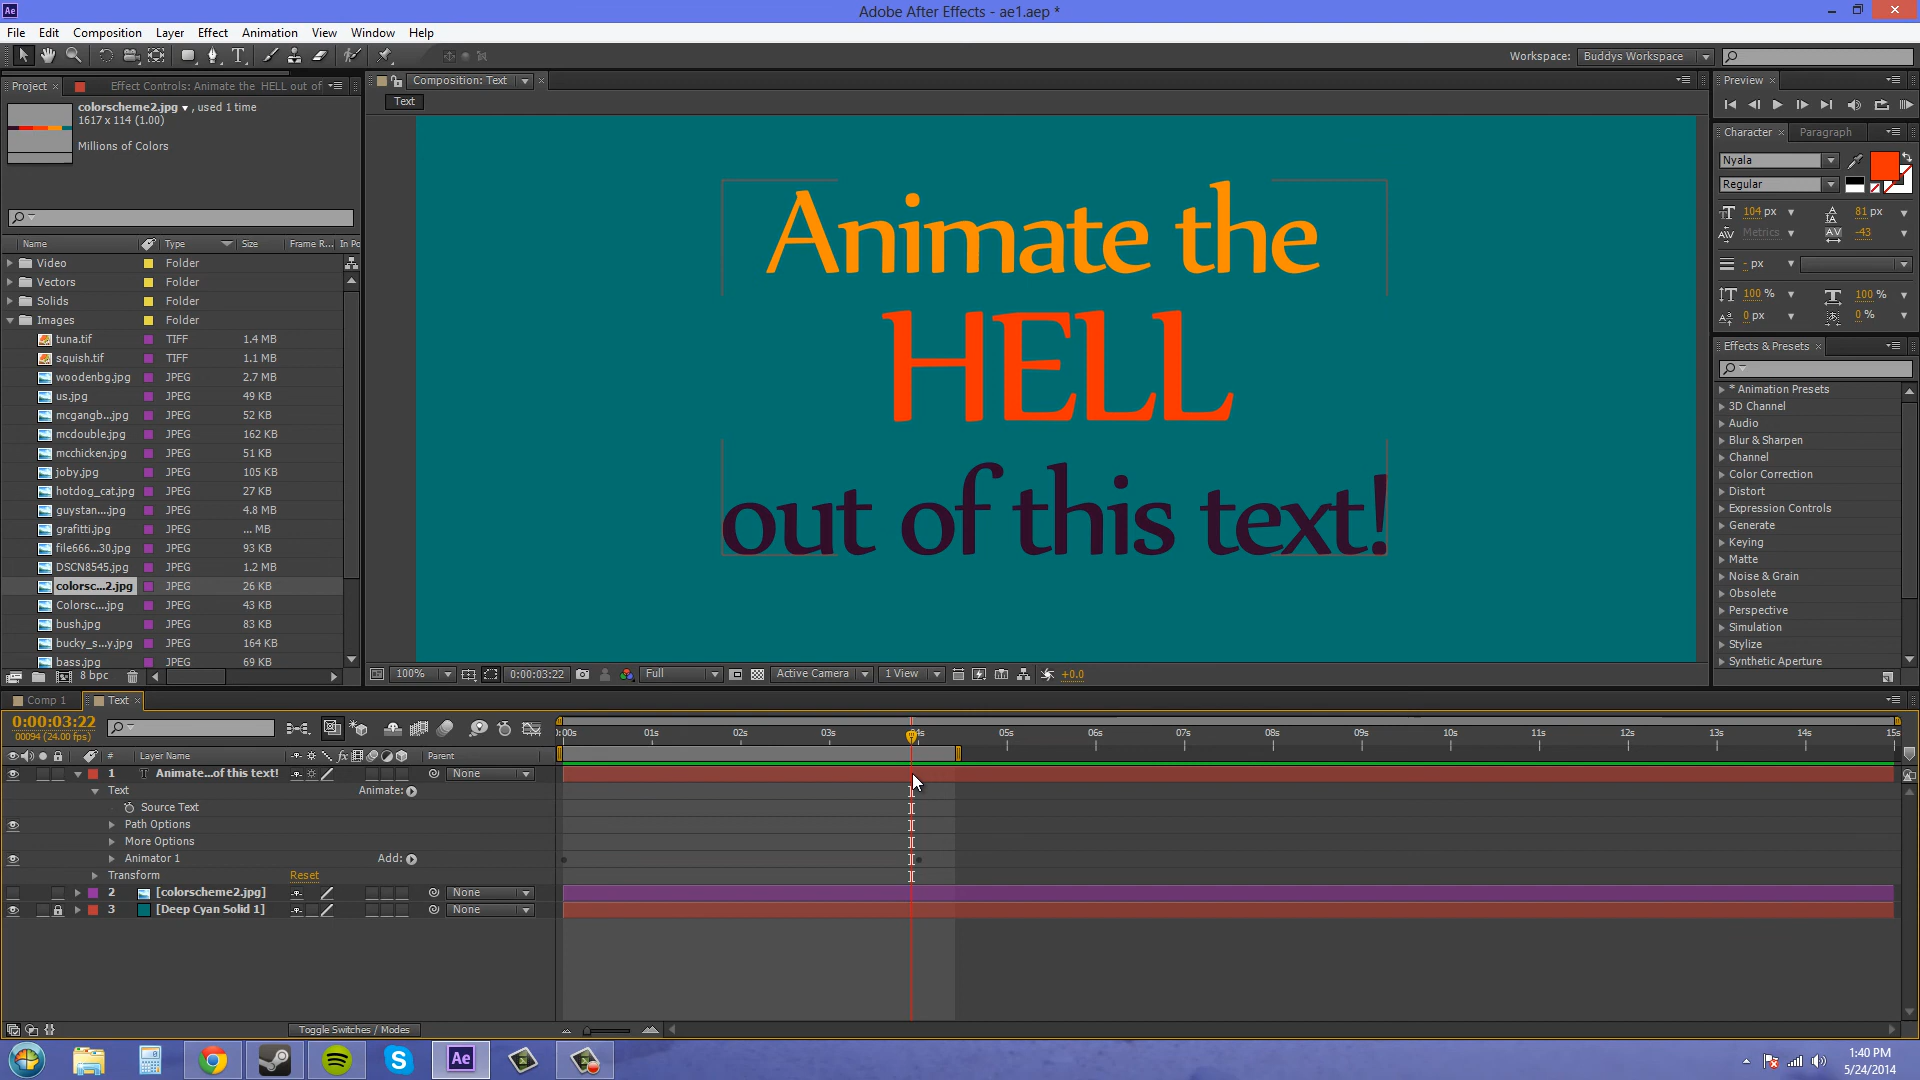 Ae
Adobe After Effects - ae1.aep *
File Edit Composition Layer Effect Animation View Window Help
Workspace: Buddys Workspace
Project × Effect Controls: Animate the HELL out of
colorscheme2.jpg ▾ , used 1 time
1617 x 114 (1.00)
Millions of Colors
Name Type Size Frame R... In Po
Video Folder
Vectors Folder
Solids Folder
Images Folder
tuna.tif TIFF 1.4 MB
squish.tif TIFF 1.1 MB
woodenbg.jpg JPEG 2.7 MB
us.jpg JPEG 49 KB
mcgangb...jpg JPEG 52 KB
mcdouble.jpg JPEG 162 KB
mcchicken.jpg JPEG 51 KB
joby.jpg JPEG 105 KB
hotdog_cat.jpg JPEG 27 KB
guystan....jpg JPEG 4.8 MB
grafitti.jpg JPEG ... MB
file666...30.jpg JPEG 93 KB
DSCN8545.jpg JPEG 1.2 MB
colorsc...2.jpg JPEG 26 KB
Colorsc....jpg JPEG 43 KB
bush.jpg JPEG 83 KB
bucky_s...y.jpg JPEG 164 KB
bass.jpg JPEG 69 KB
8 bpc
Composition: Text
Text
Animate the
HELL
out of this text!
100% 0:00:03:22 Full Active Camera 1 View +0.0
Preview ×
Character × Paragraph
Nyala
Regular
104 px 81 px
Metrics -43
- px
100 % 100 %
0 px 0 %
Effects & Presets ×
* Animation Presets
3D Channel
Audio
Blur & Sharpen
Channel
Color Correction
Distort
Expression Controls
Generate
Keying
Matte
Noise & Grain
Obsolete
Perspective
Simulation
Stylize
Synthetic Aperture
Comp 1 Text ×
0:00:03:22
00094 (24.00 fps)
:00s 01s 02s 03s 04s 05s 06s 07s 08s 09s 10s 11s 12s 13s 14s 15s
# Layer Name fx Parent
1 T Animate...of this text! None
Text Animate:
Source Text
Path Options
More Options
Animator 1 Add:
Transform Reset
2 [colorscheme2.jpg] None
3 [Deep Cyan Solid 1] None
Toggle Switches / Modes
Ae
1:40 PM
5/24/2014